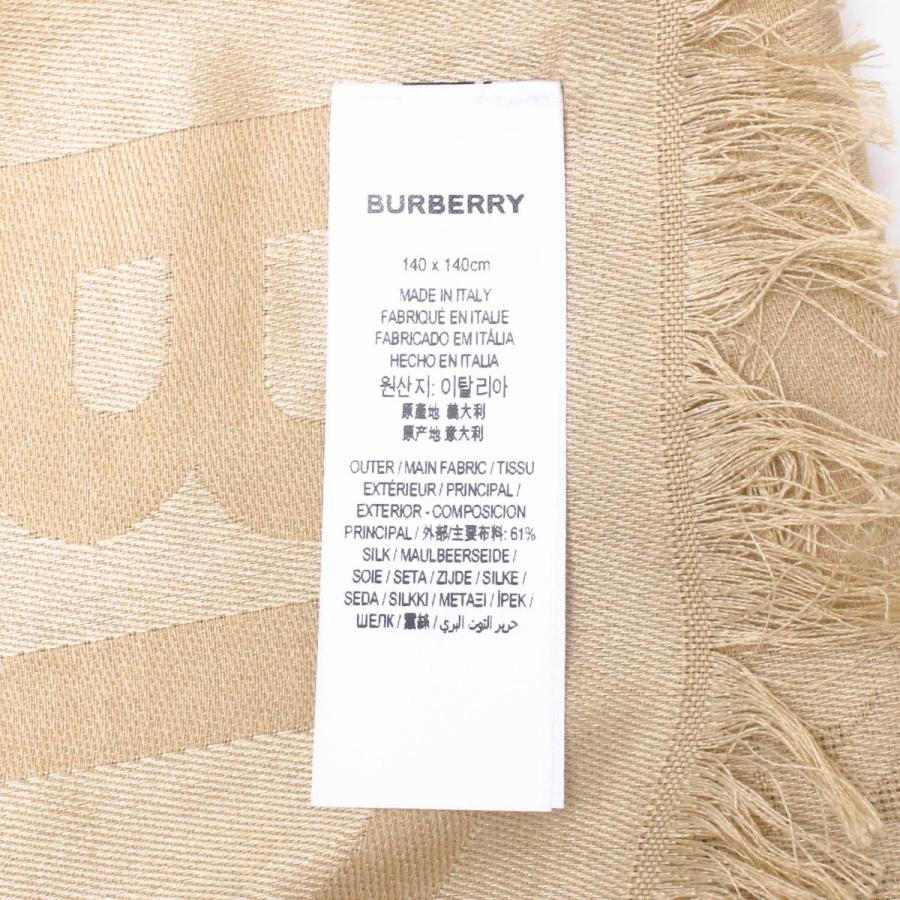 BURBERRY
140 x 140cm
MADE IN ITALY
FABRIQUÉ EN ITALIE
FABRICADO EM ITÁLIA
HECHO EN ITALIA
원산지: 이탈리아
原產地 義大利
原产地 意大利
OUTER / MAIN FABRIC / TISSU
EXTÉRIEUR / PRINCIPAL /
EXTERIOR - COMPOSICION
PRINCIPAL / 外部/主要布料: 61%
SILK / MAULBEERSEIDE /
SOIE / SETA / ZIJDE / SILKE /
SEDA / SILKKI / ΜΕΤΑΞΙ / İPEK /
ШЕЛК / 蠶絲 / حرير التوت البري /